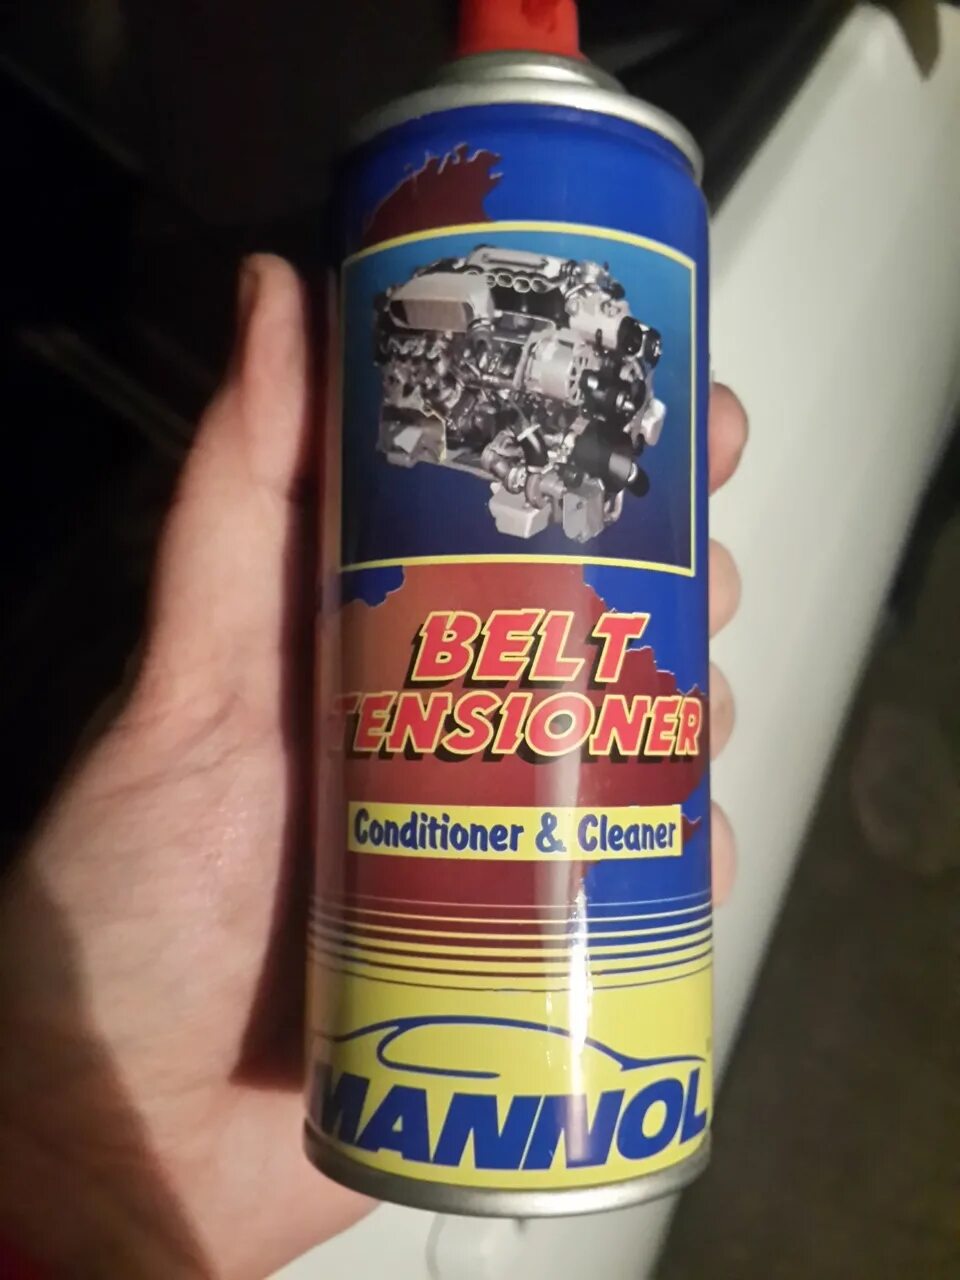 BELT
TENSIONER
Conditioner & Cleaner
MANNOL